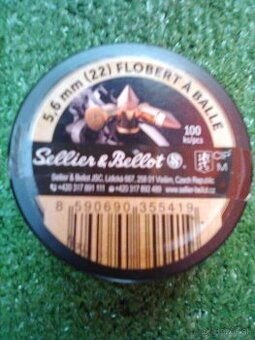 5,6 mm (22) FLOBERT À BALLE
100
ks/pcs
Sellier & Bellot
S&B
CIP
M
Sellier & Bellot JSC, Lidická 667, 258 01 Vlašim, Czech Republic
+420 317 891 111 +420 317 892 489 www.sellier-bellot.cz
8 590690 355419